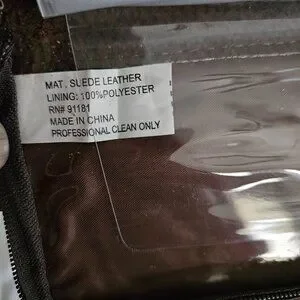 MAT . SUEDE LEATHER
LINING: 100%POLYESTER
RN# 91181
MADE IN CHINA
PROFESSIONAL CLEAN ONLY